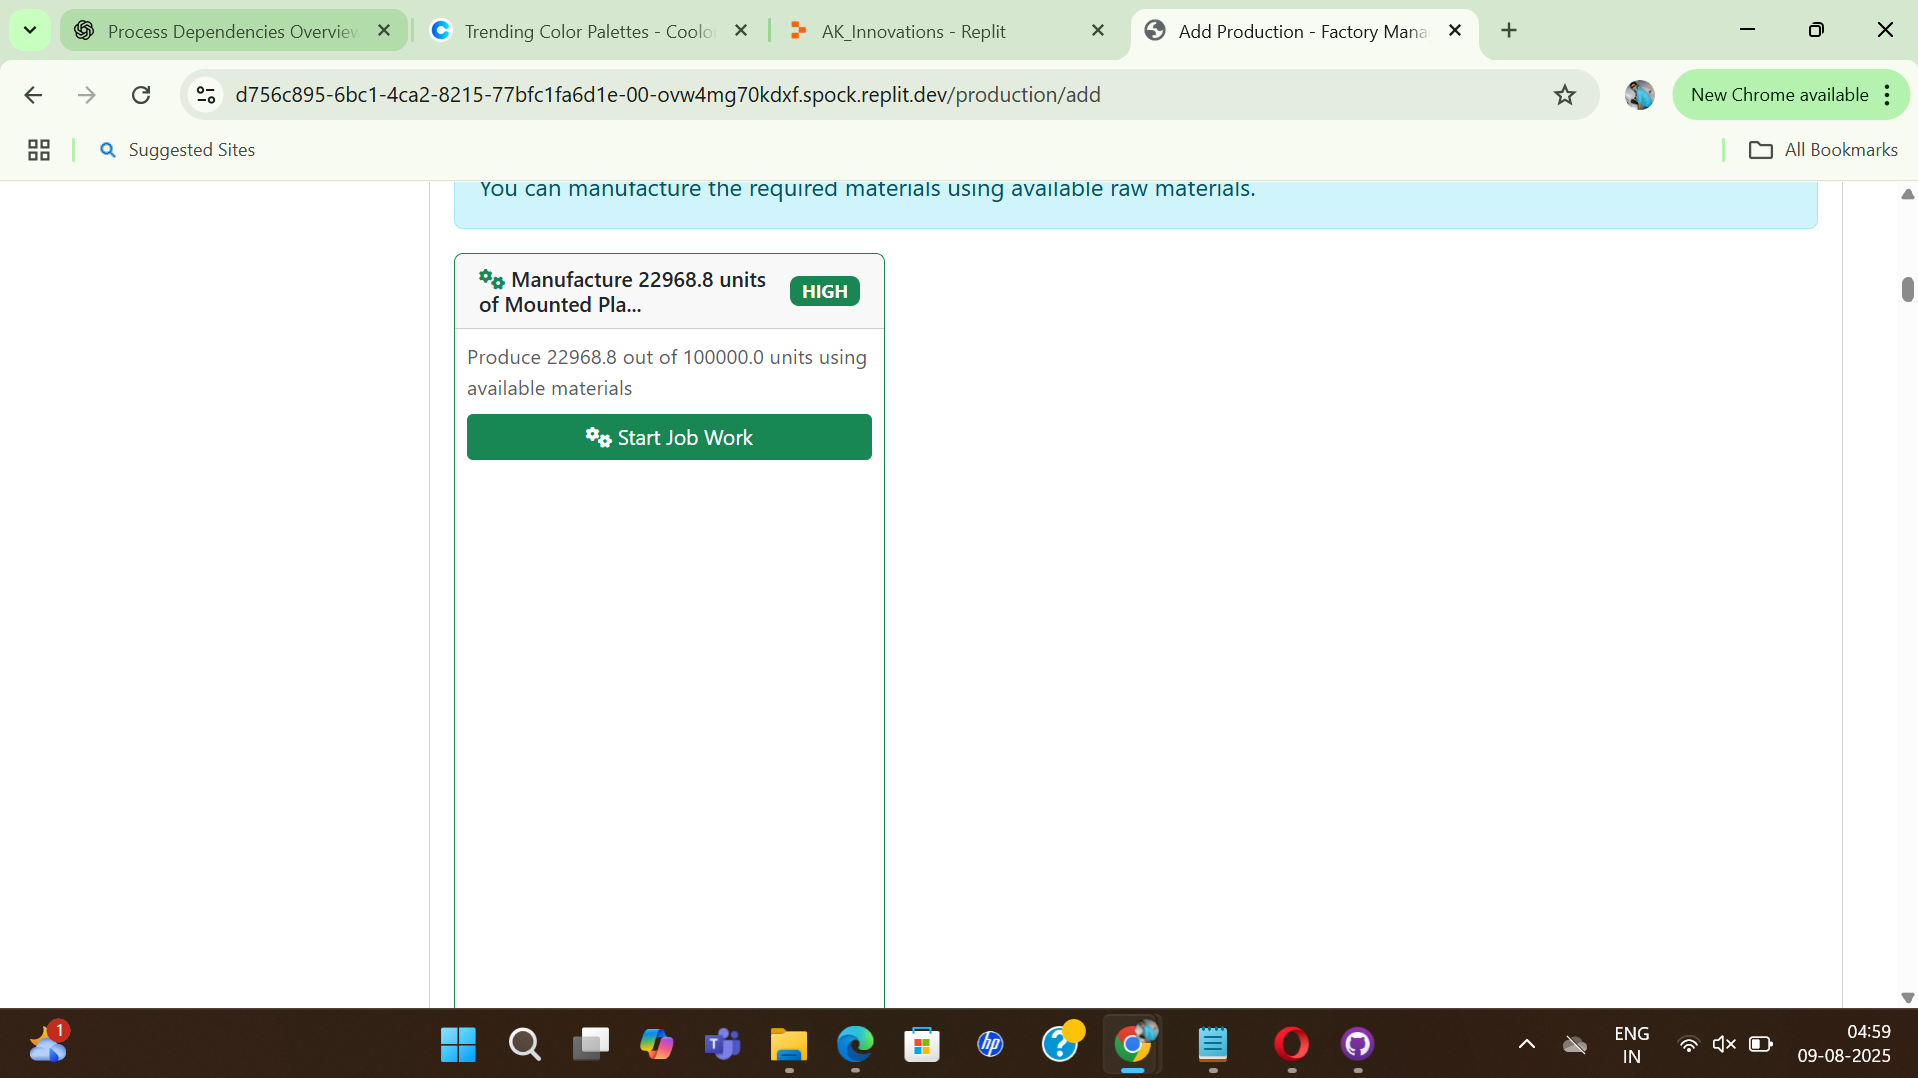 Process Dependencies Overview
Trending Color Palettes - Coolo
AK_Innovations - Replit
Add Production - Factory Mana
d756c895-6bc1-4ca2-8215-77bfc1fa6d1e-00-ovw4mg70kdxf.spock.replit.dev/production/add
New Chrome available
Suggested Sites
All Bookmarks
You can manufacture the required materials using available raw materials.
Manufacture 22968.8 units
of Mounted Pla...
HIGH
Produce 22968.8 out of 100000.0 units using
available materials
Start Job Work
1
hp
ENG
IN
04:59
09-08-2025